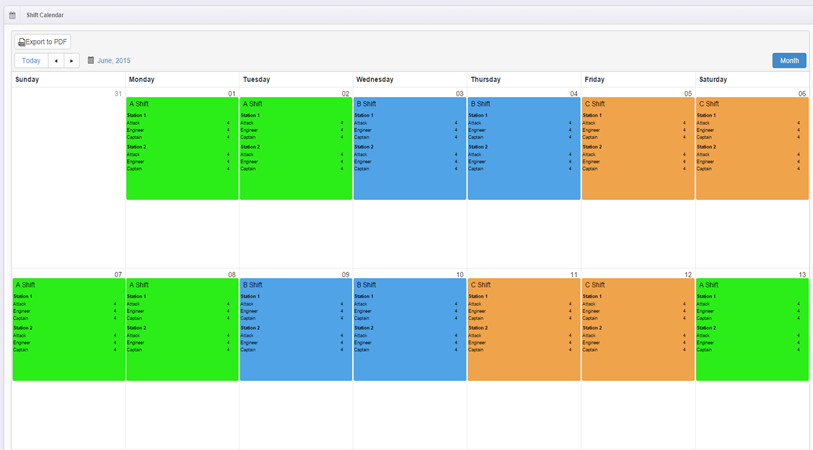 Shift Calendar
Export to PDF
Today June, 2015 Month
Sunday Monday Tuesday Wednesday Thursday Friday Saturday
31 01 02 03 04 05 06
A Shift A Shift B Shift B Shift C Shift C Shift
Station 1 Station 1 Station 1 Station 1 Station 1 Station 1
Attack 4 Attack 4 Attack 4 Attack 4 Attack 4 Attack 4
Engineer 4 Engineer 4 Engineer 4 Engineer 4 Engineer 4 Engineer 4
Captain 4 Captain 4 Captain 4 Captain 4 Captain 4 Captain 4
Station 2 Station 2 Station 2 Station 2 Station 2 Station 2
Attack 4 Attack 4 Attack 4 Attack 4 Attack 4 Attack 4
Engineer 4 Engineer 4 Engineer 4 Engineer 4 Engineer 4 Engineer 4
Captain 4 Captain 4 Captain 4 Captain 4 Captain 4 Captain 4
07 08 09 10 11 12 13
A Shift A Shift B Shift B Shift C Shift C Shift A Shift
Station 1 Station 1 Station 1 Station 1 Station 1 Station 1 Station 1
Attack 4 Attack 4 Attack 4 Attack 4 Attack 4 Attack 4 Attack 4
Engineer 4 Engineer 4 Engineer 4 Engineer 4 Engineer 4 Engineer 4 Engineer 4
Captain 4 Captain 4 Captain 4 Captain 4 Captain 4 Captain 4 Captain 4
Station 2 Station 2 Station 2 Station 2 Station 2 Station 2 Station 2
Attack 4 Attack 4 Attack 4 Attack 4 Attack 4 Attack 4 Attack 4
Engineer 4 Engineer 4 Engineer 4 Engineer 4 Engineer 4 Engineer 4 Engineer 4
Captain 4 Captain 4 Captain 4 Captain 4 Captain 4 Captain 4 Captain 4